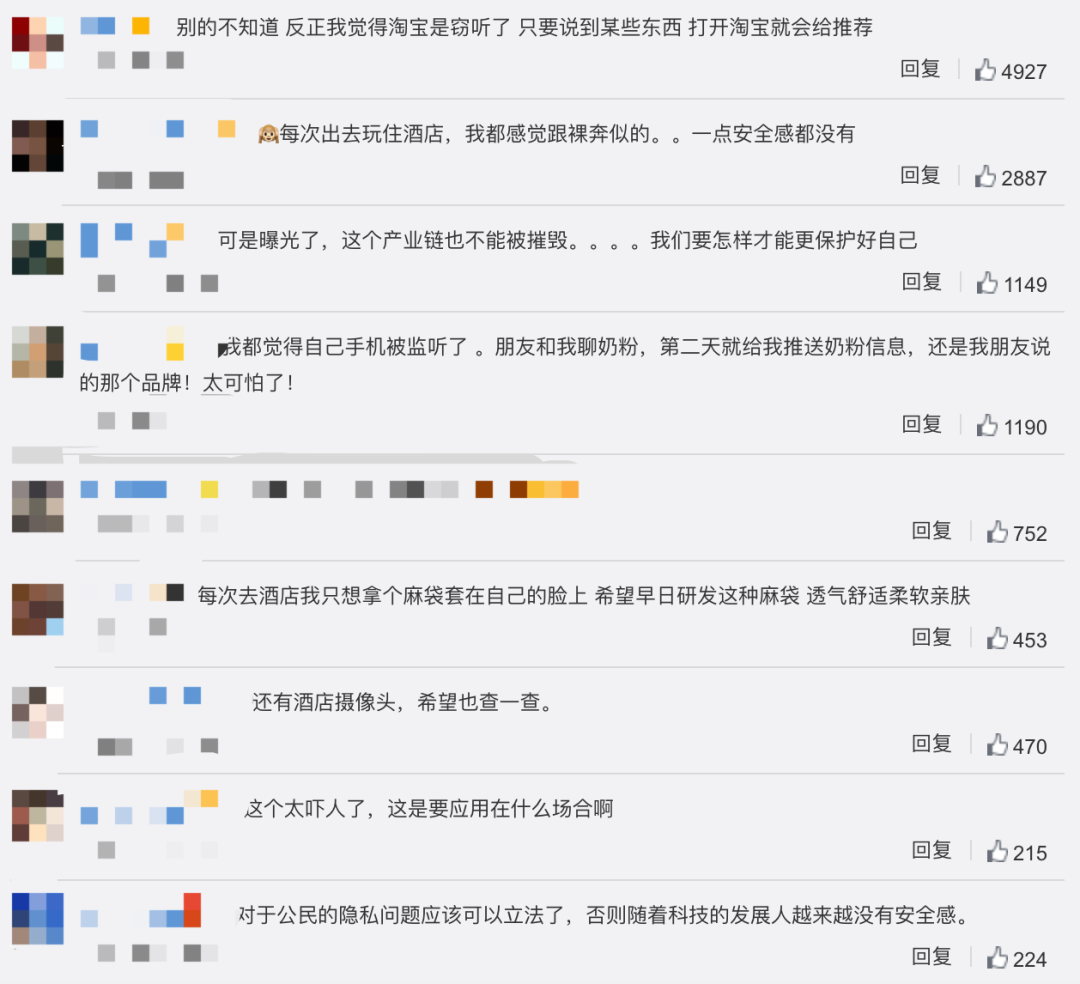 别的不知道 反正我觉得淘宝是窃听了 只要说到某些东西 打开淘宝就会给推荐
回复 4927
🙉每次出去玩住酒店，我都感觉跟裸奔似的。。一点安全感都没有
回复 2887
可是曝光了，这个产业链也不能被摧毁。。。。我们要怎样才能更保护好自己
回复 1149
我都觉得自己手机被监听了 。朋友和我聊奶粉，第二天就给我推送奶粉信息，还是我朋友说
的那个品牌！太可怕了！
回复 1190
回复 752
每次去酒店我只想拿个麻袋套在自己的脸上 希望早日研发这种麻袋 透气舒适柔软亲肤
回复 453
还有酒店摄像头，希望也查一查。
回复 470
这个太吓人了，这是要应用在什么场合啊
回复 215
对于公民的隐私问题应该可以立法了，否则随着科技的发展人越来越没有安全感。
回复 224